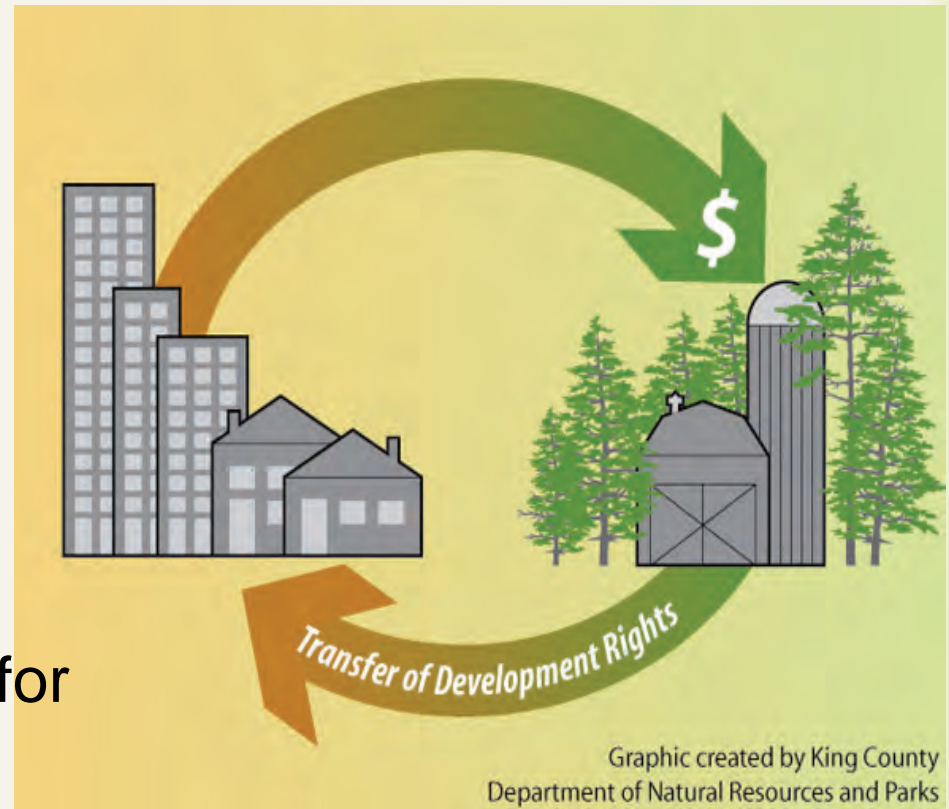 $
Transfer of Development Rights
for
Graphic created by King County
Department of Natural Resources and Parks